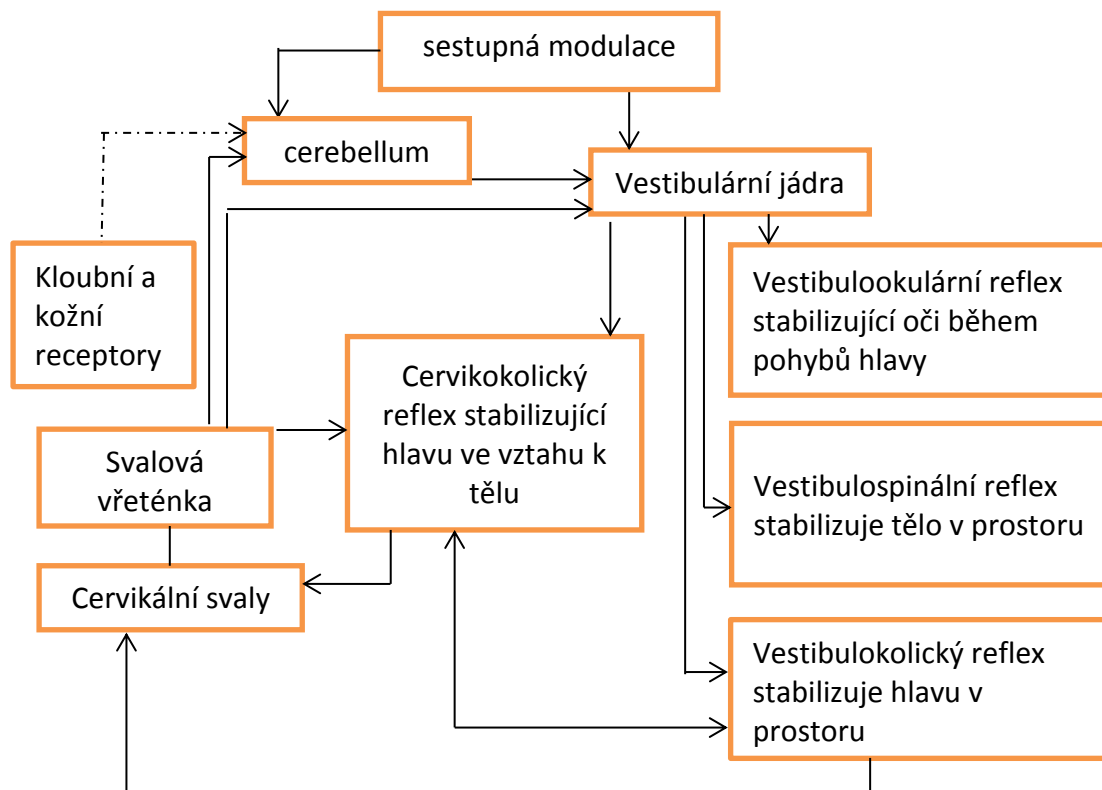 sestupná modulace
cerebellum
Vestibulární jádra
Kloubní a
kožní
receptory
Vestibulookulární reflex
stabilizující oči během
pohybů hlavy
Cervikokolický
reflex stabilizující
hlavu ve vztahu k
tělu
Svalová
vřeténka
Vestibulospinální reflex
stabilizuje tělo v prostoru
Cervikální svaly
Vestibulokolický reflex
stabilizuje hlavu v
prostoru